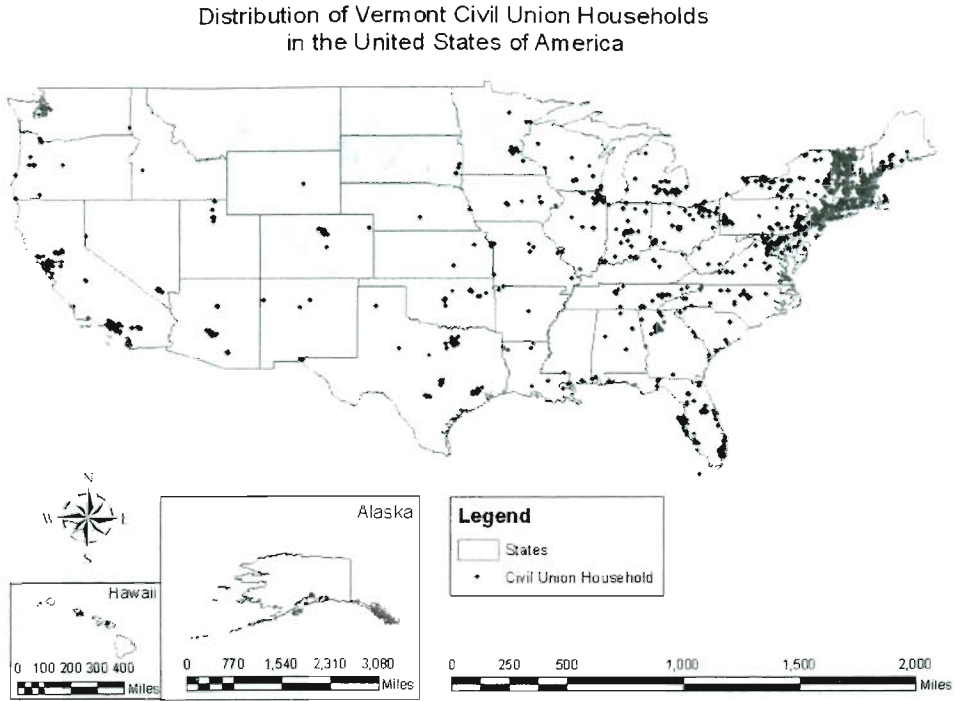 Distribution of Vermont Civil Union Households
in the United States of America
N
W E
S
Hawaii
0 100 200 300 400
Miles
Alaska
0 770 1,540 2,310 3,080
Miles
Legend
States
Civil Union Household
0 250 500 1,000 1,500 2,000
Miles